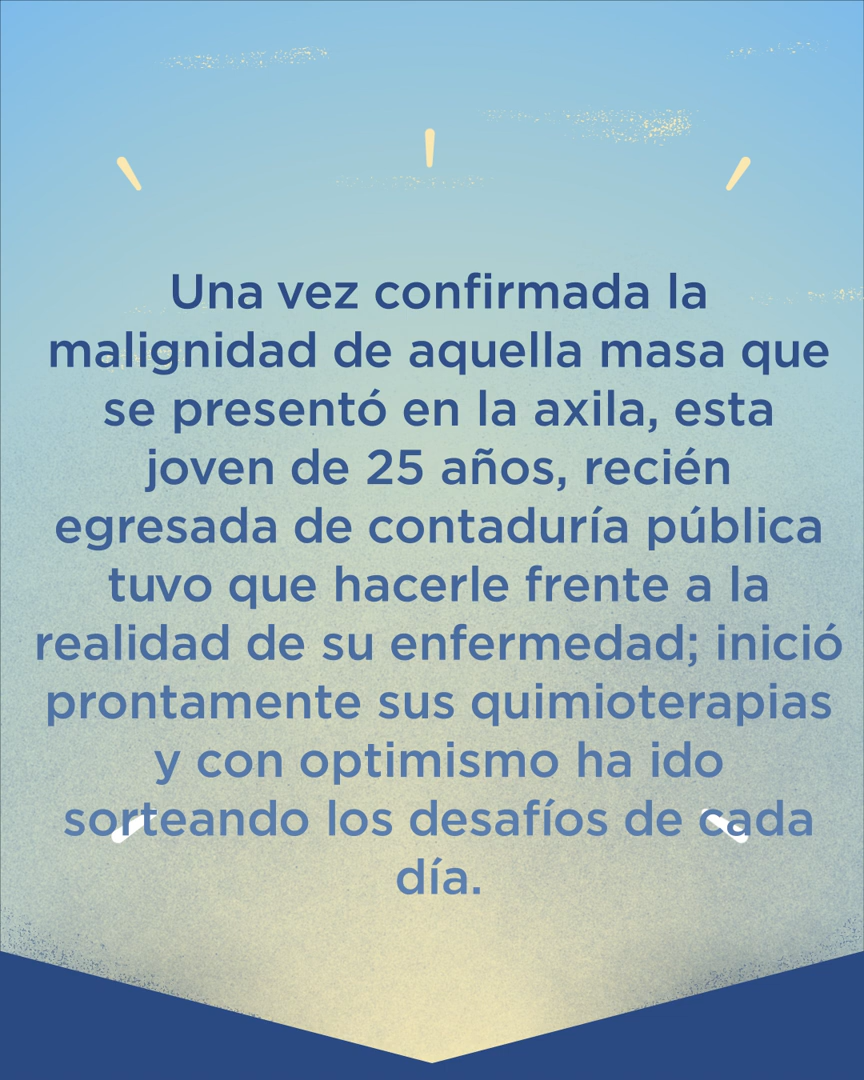 Una vez confirmada la
malignidad de aquella masa que
se presentó en la axila, esta
joven de 25 años, recién
egresada de contaduría pública
tuvo que hacerle frente a la
realidad de su enfermedad; inició
prontamente sus quimioterapias
y con optimismo ha ido
sorteando los desafíos de cada
día.